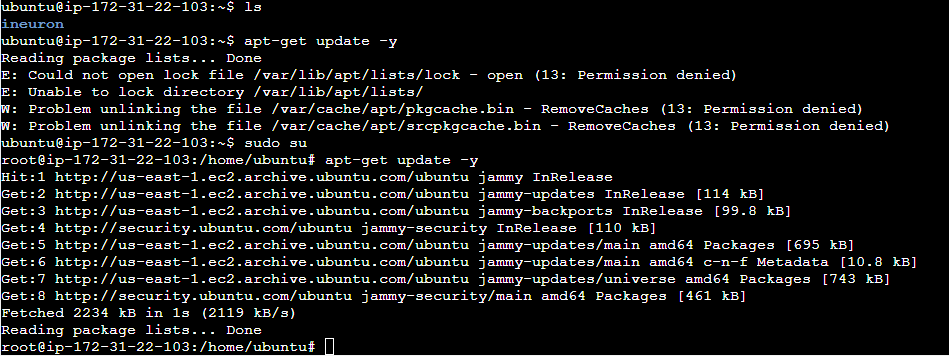 ubuntu@ip-172-31-22-103:~$ ls
ineuron
ubuntu@ip-172-31-22-103:~$ apt-get update -y
Reading package lists... Done
E: Could not open lock file /var/lib/apt/lists/lock - open (13: Permission denied)
E: Unable to lock directory /var/lib/apt/lists/
W: Problem unlinking the file /var/cache/apt/pkgcache.bin - RemoveCaches (13: Permission denied)
W: Problem unlinking the file /var/cache/apt/srcpkgcache.bin - RemoveCaches (13: Permission denied)
ubuntu@ip-172-31-22-103:~$ sudo su
root@ip-172-31-22-103:/home/ubuntu# apt-get update -y
Hit:1 http://us-east-1.ec2.archive.ubuntu.com/ubuntu jammy InRelease
Get:2 http://us-east-1.ec2.archive.ubuntu.com/ubuntu jammy-updates InRelease [114 kB]
Get:3 http://us-east-1.ec2.archive.ubuntu.com/ubuntu jammy-backports InRelease [99.8 kB]
Get:4 http://security.ubuntu.com/ubuntu jammy-security InRelease [110 kB]
Get:5 http://us-east-1.ec2.archive.ubuntu.com/ubuntu jammy-updates/main amd64 Packages [695 kB]
Get:6 http://us-east-1.ec2.archive.ubuntu.com/ubuntu jammy-updates/main amd64 c-n-f Metadata [10.8 kB]
Get:7 http://us-east-1.ec2.archive.ubuntu.com/ubuntu jammy-updates/universe amd64 Packages [743 kB]
Get:8 http://security.ubuntu.com/ubuntu jammy-security/main amd64 Packages [461 kB]
Fetched 2234 kB in 1s (2119 kB/s)
Reading package lists... Done
root@ip-172-31-22-103:/home/ubuntu#